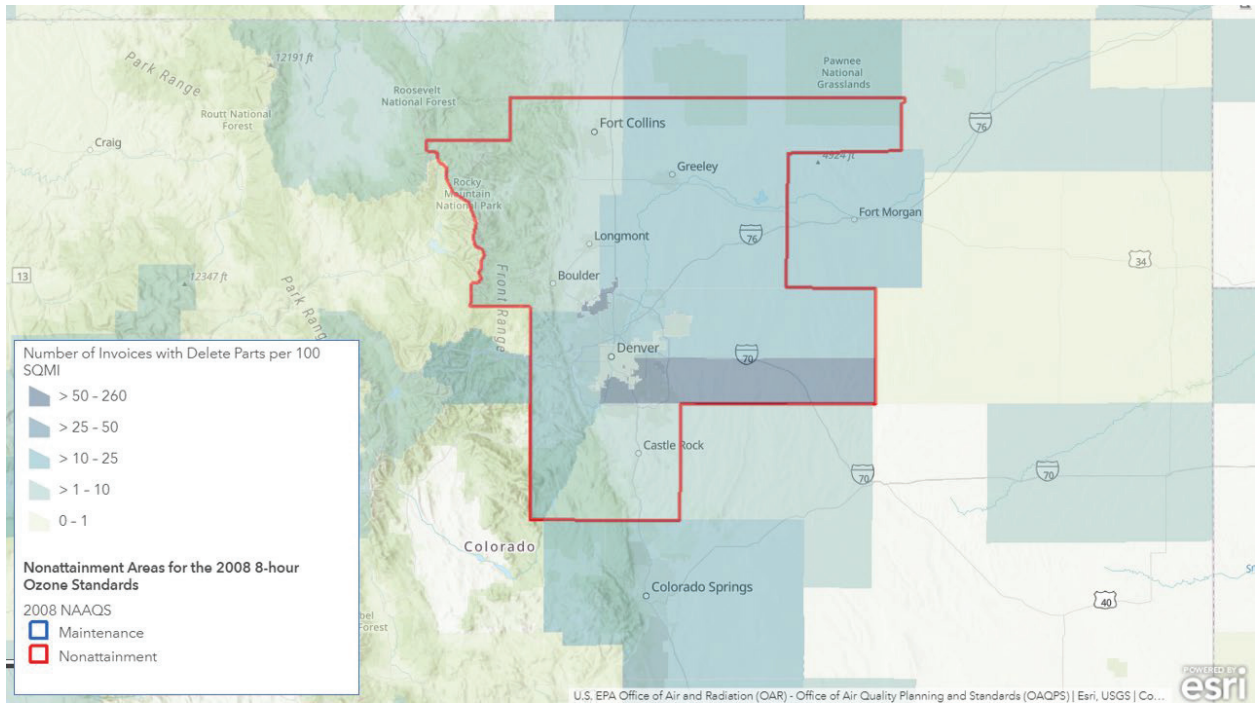 12191 ft
Park Range
Roosevelt
National Forest
Routt National
Forest
Craig
Pawnee
National
Grasslands
Fort Collins
76
4924 ft
Greeley
Rocky
Mountain
National Park
Fort Morgan
Longmont
76
34
13
12347 ft
Boulder
Front Range
Park Range
Denver
70
Castle Rock
70
70
Colorado
Colorado Springs
40
Number of Invoices with Delete Parts per 100
SQMI
> 50 - 260
> 25 - 50
> 10 - 25
> 1 - 10
0 - 1
Nonattainment Areas for the 2008 8-hour
Ozone Standards
2008 NAAQS
Maintenance
Nonattainment
U.S. EPA Office of Air and Radiation (OAR) - Office of Air Quality Planning and Standards (OAQPS) | Esri, USGS | Co...
POWERED BY
esri